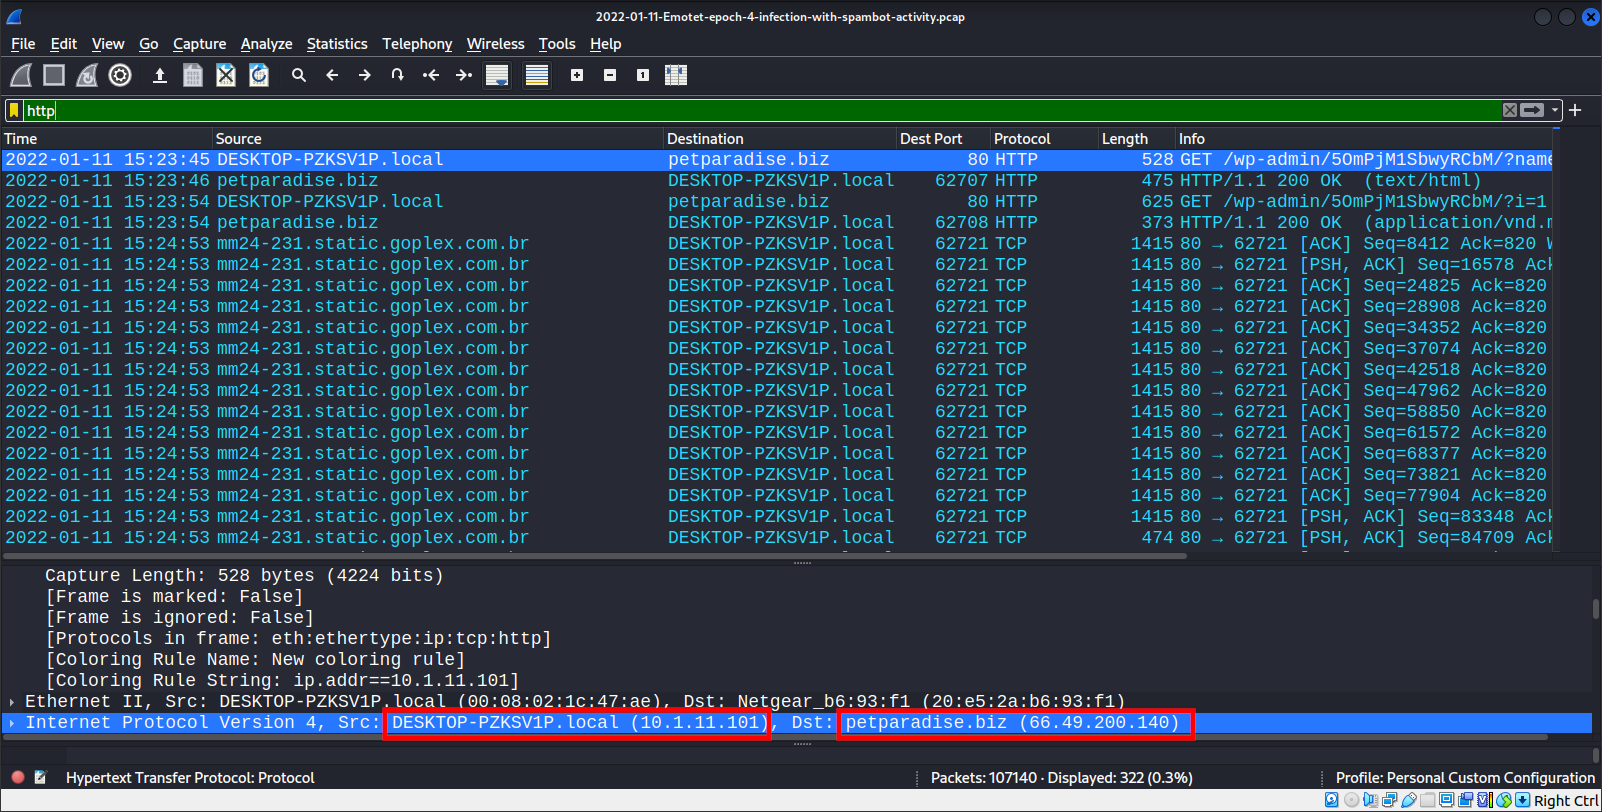 2022-01-11-Emotet-epoch-4-infection-with-spambot-activity.pcap
File Edit View Go Capture Analyze Statistics Telephony Wireless Tools Help
http
Time Source Destination Dest Port Protocol Length Info
2022-01-11 15:23:45 DESKTOP-PZKSV1P.local petparadise.biz 80 HTTP 528 GET /wp-admin/5OmPjM1SbwyRCbM/?name
2022-01-11 15:23:46 petparadise.biz DESKTOP-PZKSV1P.local 62707 HTTP 475 HTTP/1.1 200 OK (text/html)
2022-01-11 15:23:54 DESKTOP-PZKSV1P.local petparadise.biz 80 HTTP 625 GET /wp-admin/5OmPjM1SbwyRCbM/?i=1
2022-01-11 15:23:54 petparadise.biz DESKTOP-PZKSV1P.local 62708 HTTP 373 HTTP/1.1 200 OK (application/vnd.m
2022-01-11 15:24:53 mm24-231.static.goplex.com.br DESKTOP-PZKSV1P.local 62721 TCP 1415 80 → 62721 [ACK] Seq=8412 Ack=820 W
2022-01-11 15:24:53 mm24-231.static.goplex.com.br DESKTOP-PZKSV1P.local 62721 TCP 1415 80 → 62721 [PSH, ACK] Seq=16578 Ack
2022-01-11 15:24:53 mm24-231.static.goplex.com.br DESKTOP-PZKSV1P.local 62721 TCP 1415 80 → 62721 [ACK] Seq=24825 Ack=820
2022-01-11 15:24:53 mm24-231.static.goplex.com.br DESKTOP-PZKSV1P.local 62721 TCP 1415 80 → 62721 [ACK] Seq=28908 Ack=820
2022-01-11 15:24:53 mm24-231.static.goplex.com.br DESKTOP-PZKSV1P.local 62721 TCP 1415 80 → 62721 [ACK] Seq=34352 Ack=820
2022-01-11 15:24:53 mm24-231.static.goplex.com.br DESKTOP-PZKSV1P.local 62721 TCP 1415 80 → 62721 [ACK] Seq=37074 Ack=820
2022-01-11 15:24:53 mm24-231.static.goplex.com.br DESKTOP-PZKSV1P.local 62721 TCP 1415 80 → 62721 [ACK] Seq=42518 Ack=820
2022-01-11 15:24:53 mm24-231.static.goplex.com.br DESKTOP-PZKSV1P.local 62721 TCP 1415 80 → 62721 [ACK] Seq=47962 Ack=820
2022-01-11 15:24:53 mm24-231.static.goplex.com.br DESKTOP-PZKSV1P.local 62721 TCP 1415 80 → 62721 [ACK] Seq=58850 Ack=820
2022-01-11 15:24:53 mm24-231.static.goplex.com.br DESKTOP-PZKSV1P.local 62721 TCP 1415 80 → 62721 [ACK] Seq=61572 Ack=820
2022-01-11 15:24:53 mm24-231.static.goplex.com.br DESKTOP-PZKSV1P.local 62721 TCP 1415 80 → 62721 [ACK] Seq=68377 Ack=820
2022-01-11 15:24:53 mm24-231.static.goplex.com.br DESKTOP-PZKSV1P.local 62721 TCP 1415 80 → 62721 [ACK] Seq=73821 Ack=820
2022-01-11 15:24:53 mm24-231.static.goplex.com.br DESKTOP-PZKSV1P.local 62721 TCP 1415 80 → 62721 [ACK] Seq=77904 Ack=820
2022-01-11 15:24:53 mm24-231.static.goplex.com.br DESKTOP-PZKSV1P.local 62721 TCP 1415 80 → 62721 [PSH, ACK] Seq=83348 Ac
2022-01-11 15:24:53 mm24-231.static.goplex.com.br DESKTOP-PZKSV1P.local 62721 TCP 474 80 → 62721 [PSH, ACK] Seq=84709 Ack
Capture Length: 528 bytes (4224 bits)
[Frame is marked: False]
[Frame is ignored: False]
[Protocols in frame: eth:ethertype:ip:tcp:http]
[Coloring Rule Name: New coloring rule]
[Coloring Rule String: ip.addr==10.1.11.101]
Ethernet II, Src: DESKTOP-PZKSV1P.local (00:08:02:1c:47:ae), Dst: Netgear_b6:93:f1 (20:e5:2a:b6:93:f1)
Internet Protocol Version 4, Src: DESKTOP-PZKSV1P.local (10.1.11.101), Dst: petparadise.biz (66.49.200.140)
Hypertext Transfer Protocol: Protocol Packets: 107140 · Displayed: 322 (0.3%) Profile: Personal Custom Configuration
Right Ctrl